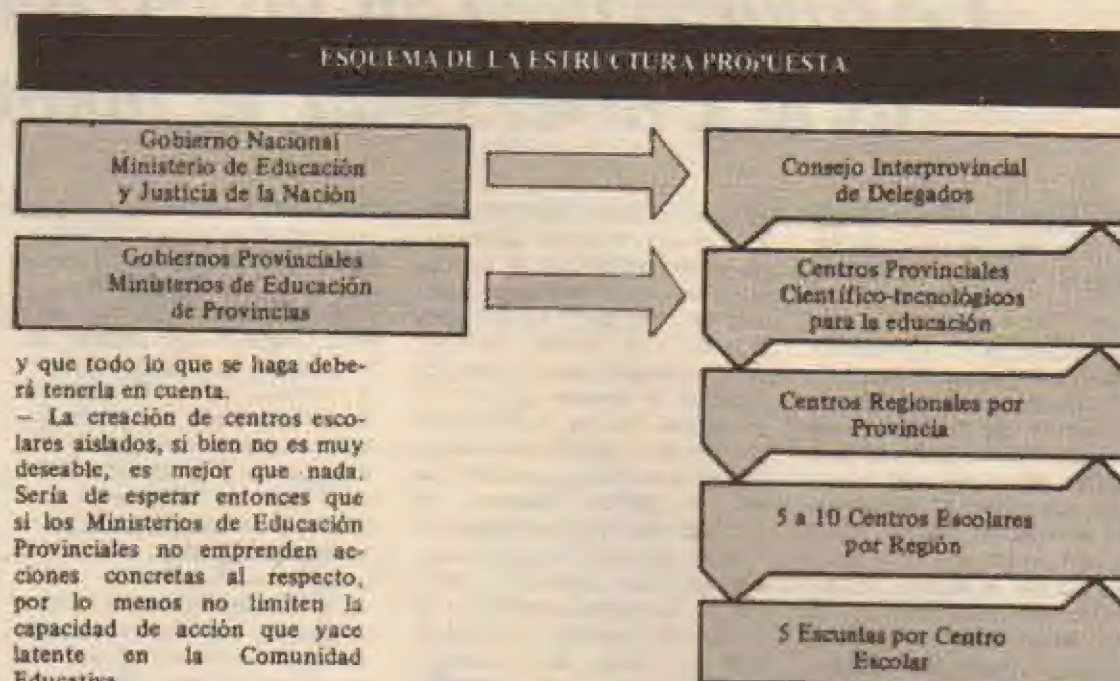 ESQUEMA DE LA ESTRUCTURA PROPUESTA
Gobierno Nacional
Ministerio de Educación
y Justicia de la Nación
Consejo Interprovincial
de Delegados
Gobiernos Provinciales
Ministerios de Educación
de Provincias
Centros Provinciales
Científico-tecnológicos
para la educación
Centros Regionales por
Provincia
5 a 10 Centros Escolares
por Región
5 Escuelas por Centro
Escolar
y que todo lo que se haga debe-
rá tenerla en cuenta.
— La creación de centros esco-
lares aislados, si bien no es muy
deseable, es mejor que nada.
Sería de esperar entonces que
si los Ministerios de Educación
Provinciales no emprenden ac-
ciones concretas al respecto,
por lo menos no limiten la
capacidad de acción que yace
latente en la Comunidad
Educativa